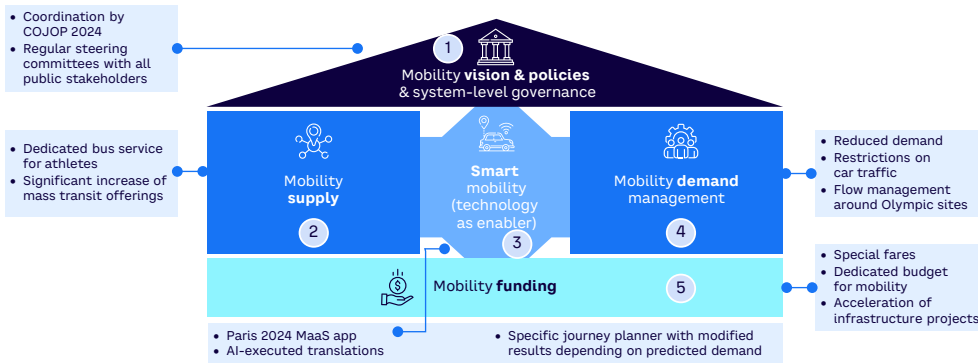 • Coordination by
COJOP 2024
• Regular steering
committees with all
public stakeholders
1
Mobility vision & policies
& system-level governance
• Dedicated bus service
for athletes
• Significant increase of
mass transit offerings
Mobility
supply
2
Smart
mobility
(technology
as enabler)
3
Mobility demand
management
4
• Reduced demand
• Restrictions on
car traffic
• Flow management
around Olympic sites
Mobility funding
5
• Special fares
• Dedicated budget
for mobility
• Acceleration of
infrastructure projects
• Paris 2024 MaaS app
• AI-executed translations
• Specific journey planner with modified
results depending on predicted demand